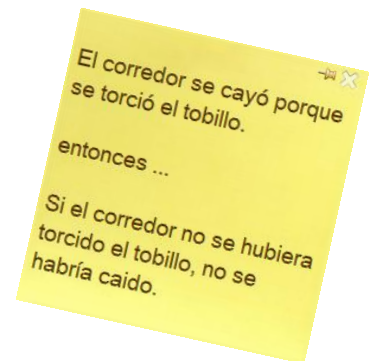 El corredor se cayó porque
se torció el tobillo.
entonces ...
Si el corredor no se hubiera
torcido el tobillo, no se
habría caido.